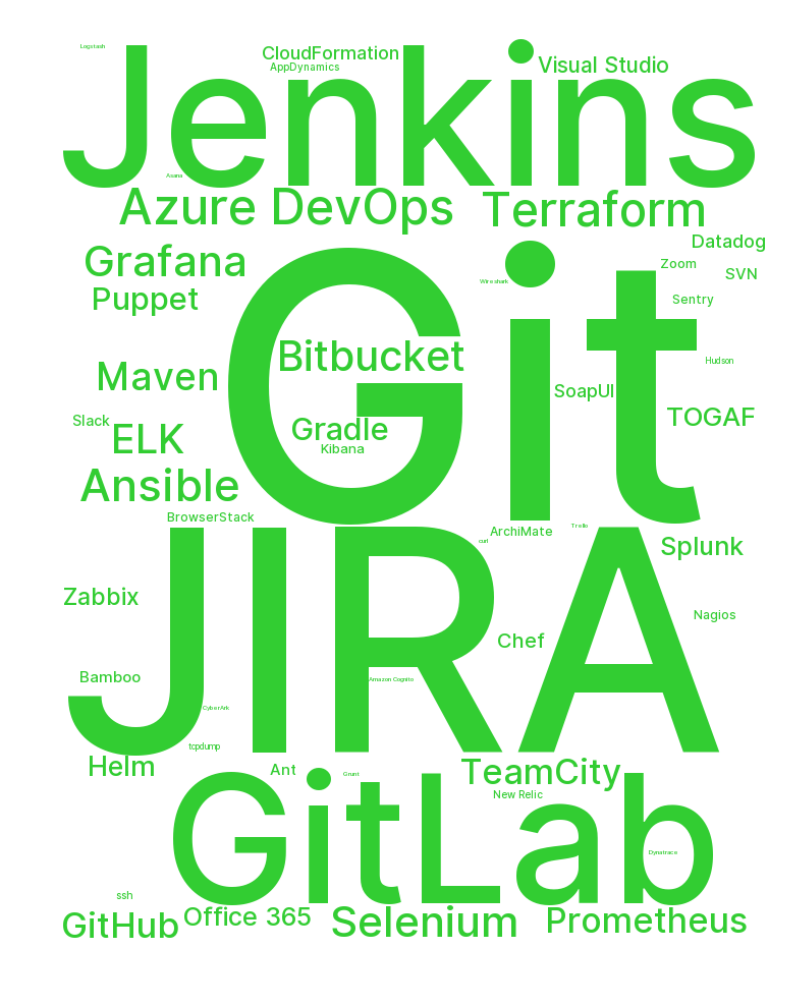 Logstash
CloudFormation
AppDynamics
Visual Studio
Jenkins
Asana
Azure DevOps
Terraform
Datadog
Grafana
Zoom
SVN
Wireshark
Puppet
Sentry
Git
Bitbucket
Hudson
Maven
SoapUI
TOGAF
Slack
Gradle
ELK
Kibana
Ansible
BrowserStack
ArchiMate
Trello
curl
Splunk
JIRA
Zabbix
Nagios
Chef
Bamboo
Amazon Cognito
CyberArk
tcpdump
Helm
Ant
Grunt
TeamCity
New Relic
GitLab
Dynatrace
ssh
GitHub
Office 365
Selenium
Prometheus